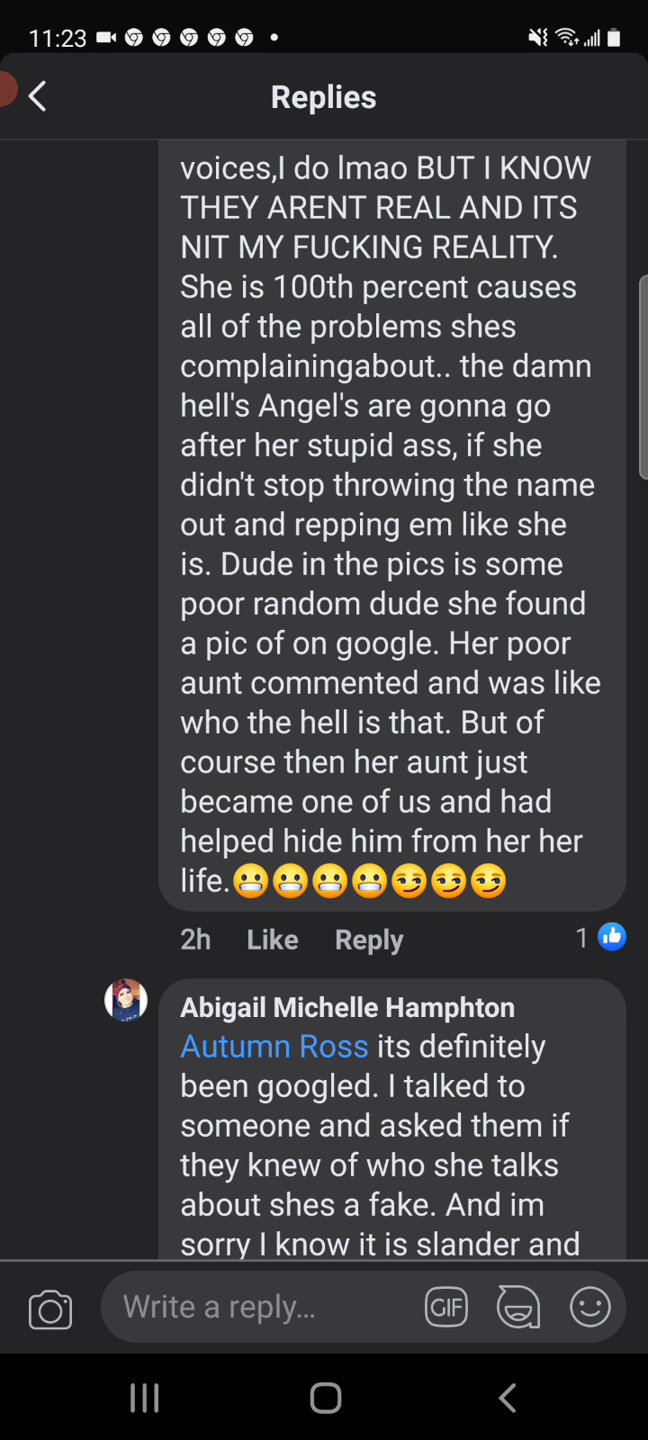 11:23
Replies
voices,I do lmao BUT I KNOW
THEY ARENT REAL AND ITS
NIT MY FUCKING REALITY.
She is 100th percent causes
all of the problems shes
complainingabout.. the damn
hell's Angel's are gonna go
after her stupid ass, if she
didn't stop throwing the name
out and repping em like she
is. Dude in the pics is some
poor random dude she found
a pic of on google. Her poor
aunt commented and was like
who the hell is that. But of
course then her aunt just
became one of us and had
helped hide him from her her
life.😬😬😬😬😏😏😏
2h Like Reply 1
Abigail Michelle Hamphton
Autumn Ross its definitely
been googled. I talked to
someone and asked them if
they knew of who she talks
about shes a fake. And im
sorry I know it is slander and
Write a reply... GIF